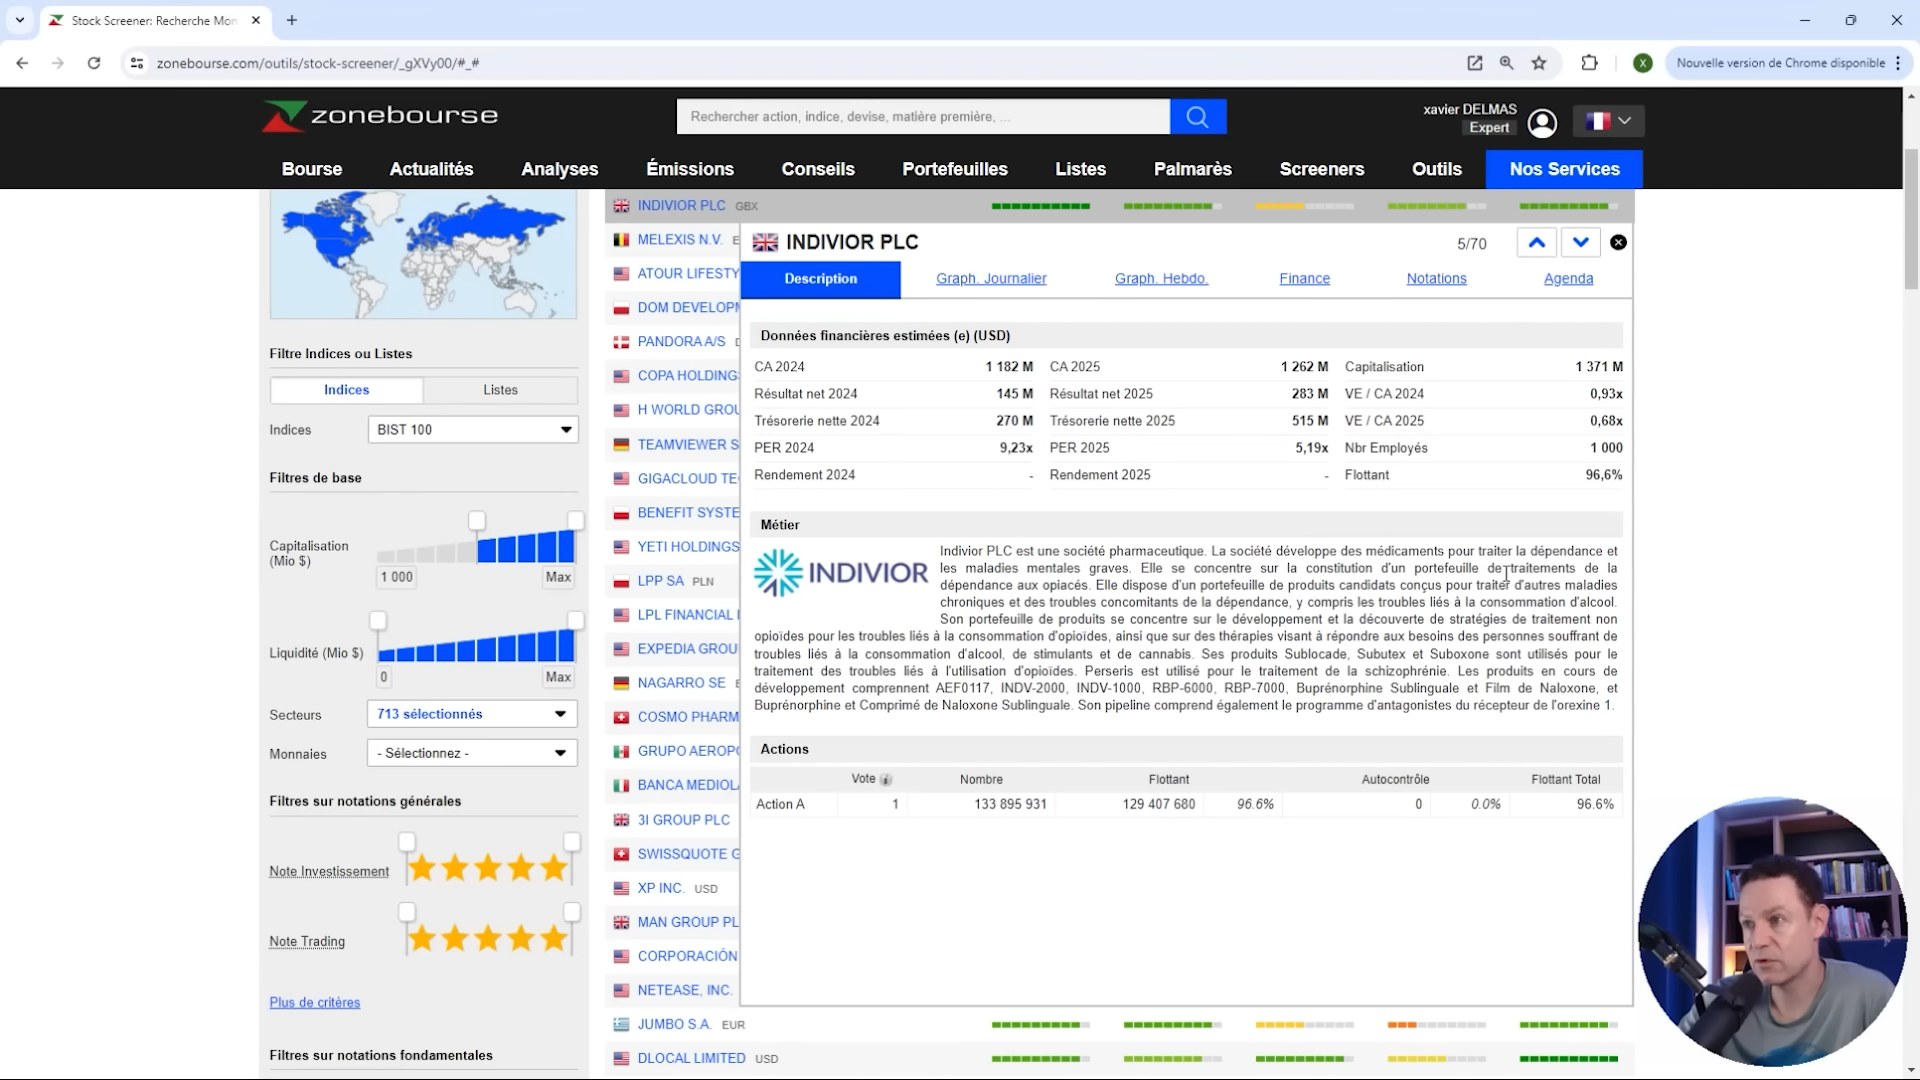 Stock Screener: Recherche Mon
zonebourse.com/outils/stock-screener/_gXVy00/#_#
X
Nouvelle version de Chrome disponible
zonebourse
Rechercher action, indice, devise, matière première, ...
xavier DELMAS
Expert
Bourse Actualités Analyses Émissions Conseils Portefeuilles Listes Palmarès Screeners Outils Nos Services
Filtre Indices ou Listes
Indices Listes
Indices BIST 100
Filtres de base
Capitalisation
(Mio $)
1 000 Max
Liquidité (Mio $)
0 Max
Secteurs 713 sélectionnés
Monnaies - Sélectionnez -
Filtres sur notations générales
Note Investissement
Note Trading
Plus de critères
Filtres sur notations fondamentales
INDIVIOR PLC GBX
MELEXIS N.V. E
ATOUR LIFESTY
DOM DEVELOPM
PANDORA A/S D
COPA HOLDING
H WORLD GROU
TEAMVIEWER S
GIGACLOUD TE
BENEFIT SYSTE
YETI HOLDINGS
LPP SA PLN
LPL FINANCIAL
EXPEDIA GROU
NAGARRO SE E
COSMO PHARM
GRUPO AEROPO
BANCA MEDIOL
3I GROUP PLC
SWISSQUOTE G
XP INC. USD
MAN GROUP PL
CORPORACIÓN
NETEASE, INC.
JUMBO S.A. EUR
DLOCAL LIMITED USD
INDIVIOR PLC 5/70
Description Graph. Journalier Graph. Hebdo. Finance Notations Agenda
Données financières estimées (e) (USD)
CA 2024 1 182 M CA 2025 1 262 M Capitalisation 1 371 M
Résultat net 2024 145 M Résultat net 2025 283 M VE / CA 2024 0,93x
Trésorerie nette 2024 270 M Trésorerie nette 2025 515 M VE / CA 2025 0,68x
PER 2024 9,23x PER 2025 5,19x Nbr Employés 1 000
Rendement 2024 - Rendement 2025 - Flottant 96,6%
Métier
INDIVIOR
Indivior PLC est une société pharmaceutique. La société développe des médicaments pour traiter la dépendance et
les maladies mentales graves. Elle se concentre sur la constitution d'un portefeuille de traitements de la
dépendance aux opiacés. Elle dispose d'un portefeuille de produits candidats conçus pour traiter d'autres maladies
chroniques et des troubles concomitants de la dépendance, y compris les troubles liés à la consommation d'alcool.
Son portefeuille de produits se concentre sur le développement et la découverte de stratégies de traitement non
opioïdes pour les troubles liés à la consommation d'opioïdes, ainsi que sur des thérapies visant à répondre aux besoins des personnes souffrant de
troubles liés à la consommation d'alcool, de stimulants et de cannabis. Ses produits Sublocade, Subutex et Suboxone sont utilisés pour le
traitement des troubles liés à l'utilisation d'opioïdes. Perseris est utilisé pour le traitement de la schizophrénie. Les produits en cours de
développement comprennent AEF0117, INDV-2000, INDV-1000, RBP-6000, RBP-7000, Buprénorphine Sublinguale et Film de Naloxone, et
Buprénorphine et Comprimé de Naloxone Sublinguale. Son pipeline comprend également le programme d'antagonistes du récepteur de l'orexine 1.
Actions
Vote Nombre Flottant Autocontrôle Flottant Total
Action A 1 133 895 931 129 407 680 96.6% 0 0.0% 96.6%